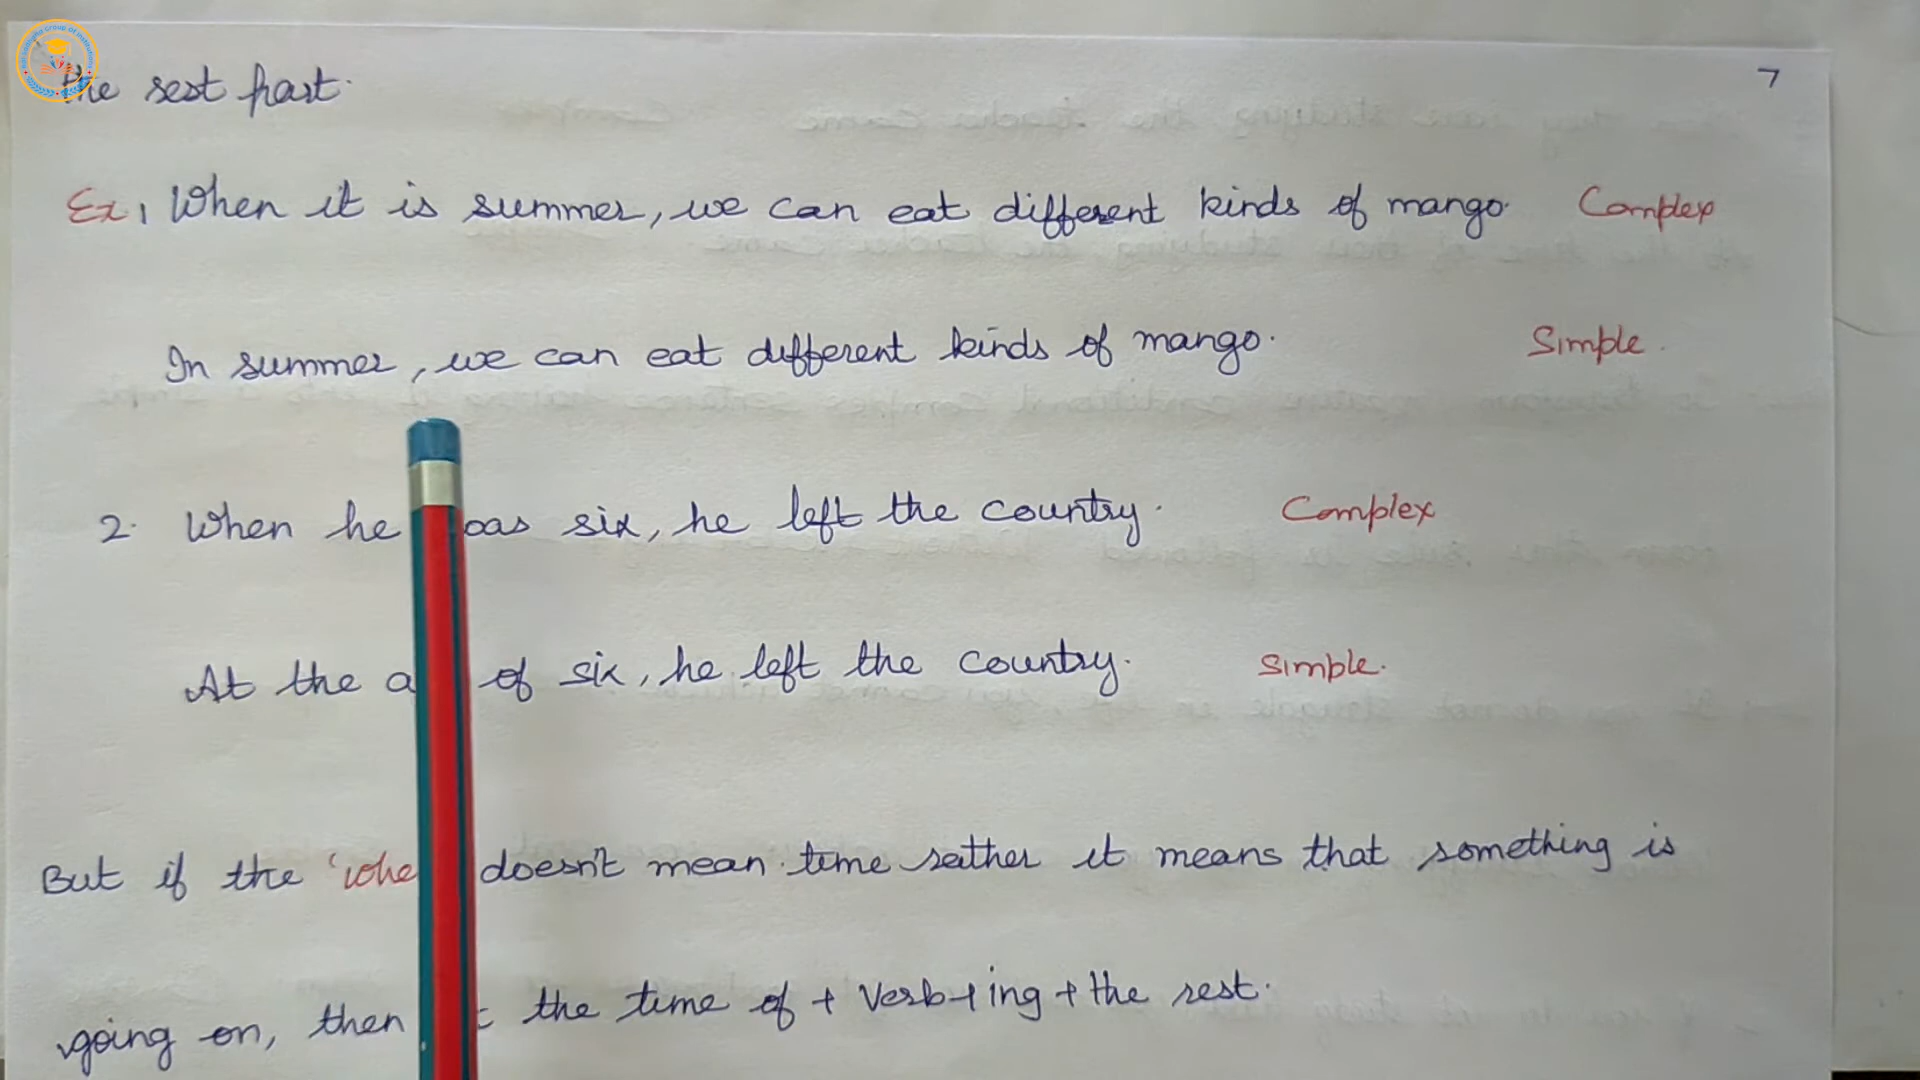 the rest part. 7
Ex, When it is summer, we can eat different kinds of mango. Complex
In summer, we can eat different kinds of mango. Simple.
2. When he was six, he left the country. Complex
At the a of six, he left the country. Simple.
But if the 'whe doesn't mean time rather it means that something is
going on, then the time of + Verb + ing + the rest.